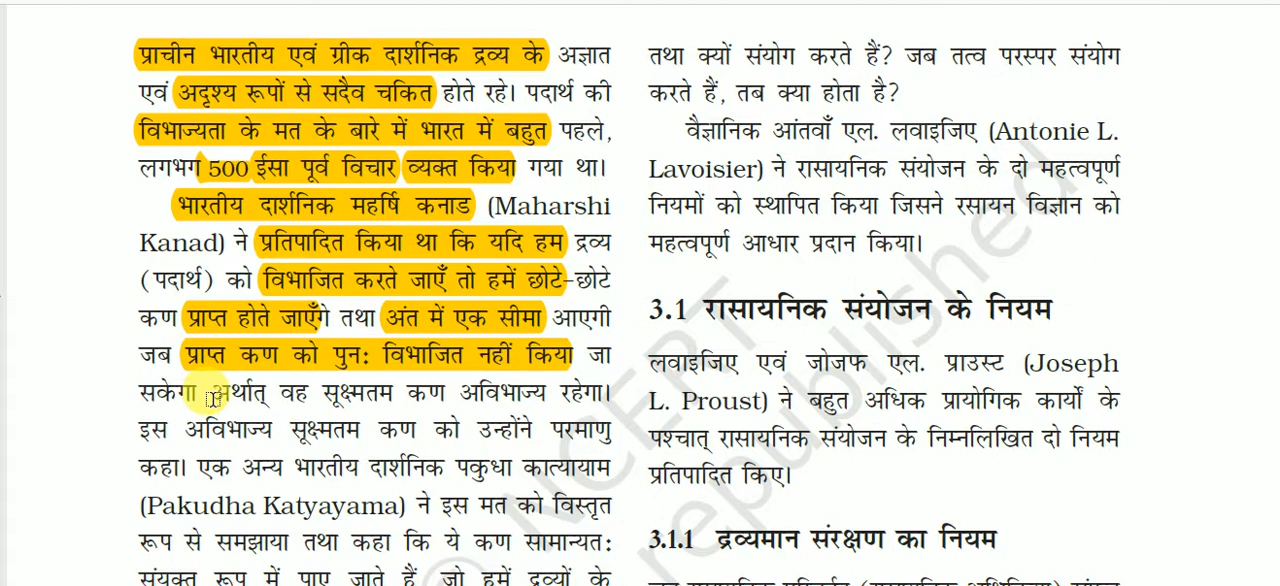 प्राचीन भारतीय एवं ग्रीक दार्शनिक द्रव्य के अज्ञात
एवं अदृश्य रूपों से सदैव चकित होते रहे। पदार्थ की
विभाज्यता के मत के बारे में भारत में बहुत पहले,
लगभग 500 ईसा पूर्व विचार व्यक्त किया गया था।
भारतीय दार्शनिक महर्षि कनाड (Maharshi
Kanad) ने प्रतिपादित किया था कि यदि हम द्रव्य
(पदार्थ) को विभाजित करते जाएँ तो हमें छोटे-छोटे
कण प्राप्त होते जाएँगे तथा अंत में एक सीमा आएगी
जब प्राप्त कण को पुन: विभाजित नहीं किया जा
सकेगा अर्थात् वह सूक्ष्मतम कण अविभाज्य रहेगा।
इस अविभाज्य सूक्ष्मतम कण को उन्होंने परमाणु
कहा। एक अन्य भारतीय दार्शनिक पकुधा कात्यायाम
(Pakudha Katyayama) ने इस मत को विस्तृत
रूप से समझाया तथा कहा कि ये कण सामान्यत:
संयुक्त रूप में पाए जाते हैं, जो हमें द्रव्यों के
तथा क्यों संयोग करते हैं? जब तत्व परस्पर संयोग
करते हैं, तब क्या होता है?
वैज्ञानिक आंतवाँ एल. लवाइजिए (Antonie L.
Lavoisier) ने रासायनिक संयोजन के दो महत्वपूर्ण
नियमों को स्थापित किया जिसने रसायन विज्ञान को
महत्वपूर्ण आधार प्रदान किया।
3.1 रासायनिक संयोजन के नियम
लवाइजिए एवं जोजफ एल. प्राउस्ट (Joseph
L. Proust) ने बहुत अधिक प्रायोगिक कार्यों के
पश्चात् रासायनिक संयोजन के निम्नलिखित दो नियम
प्रतिपादित किए।
3.1.1 द्रव्यमान संरक्षण का नियम
© NCERT
republished